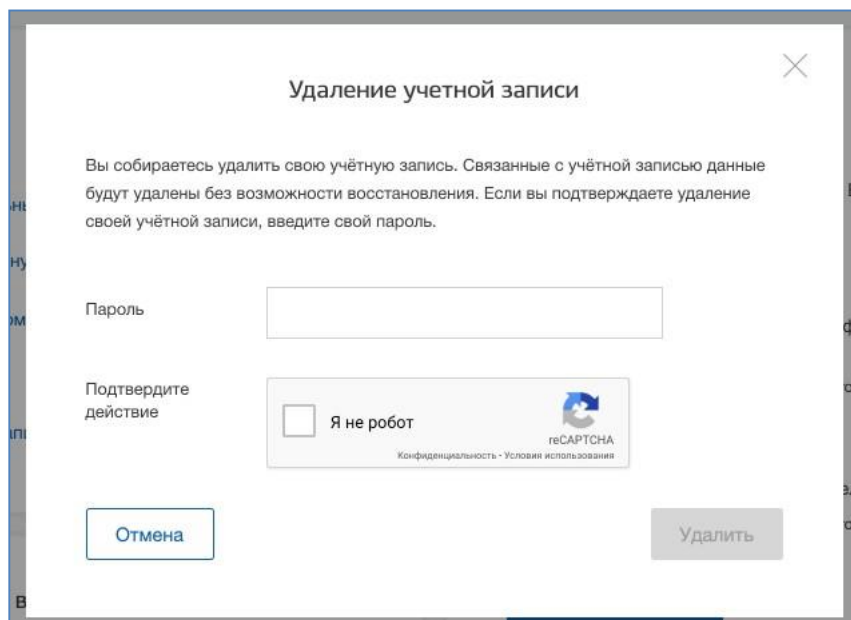 Удаление учетной записи
Вы собираетесь удалить свою учётную запись. Связанные с учётной записью данные
будут удалены без возможности восстановления. Если вы подтверждаете удаление
своей учётной записи, введите свой пароль.
Пароль
Подтвердите
действие
Я не робот
reCAPTCHA
Конфиденциальность - Условия использования
Отмена
Удалить